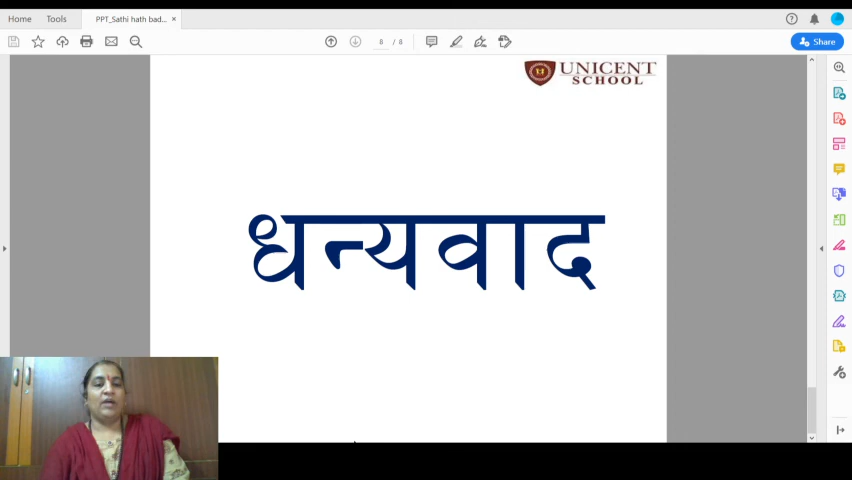 Home Tools PPT_Sathi hath bad... ×
8 / 8 Share
UNICENT
SCHOOL
धन्यवाद